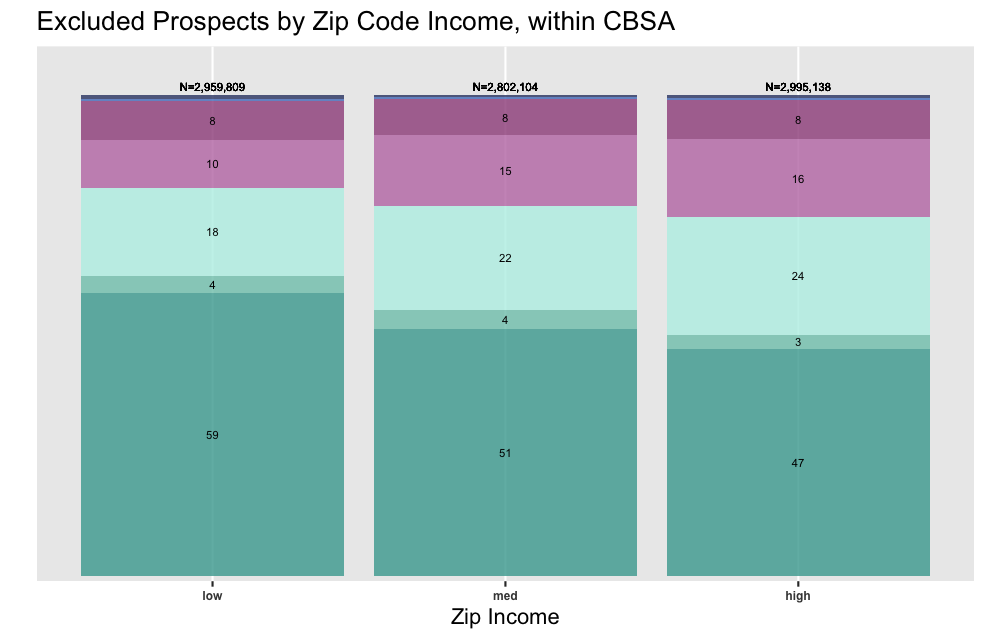 Excluded Prospects by Zip Code Income, within CBSA
N=2,959,809 N=2,802,104 N=2,995,138
8 8 8
10 15 16
18 22 24
4 4 3
59 51 47
low med high
Zip Income